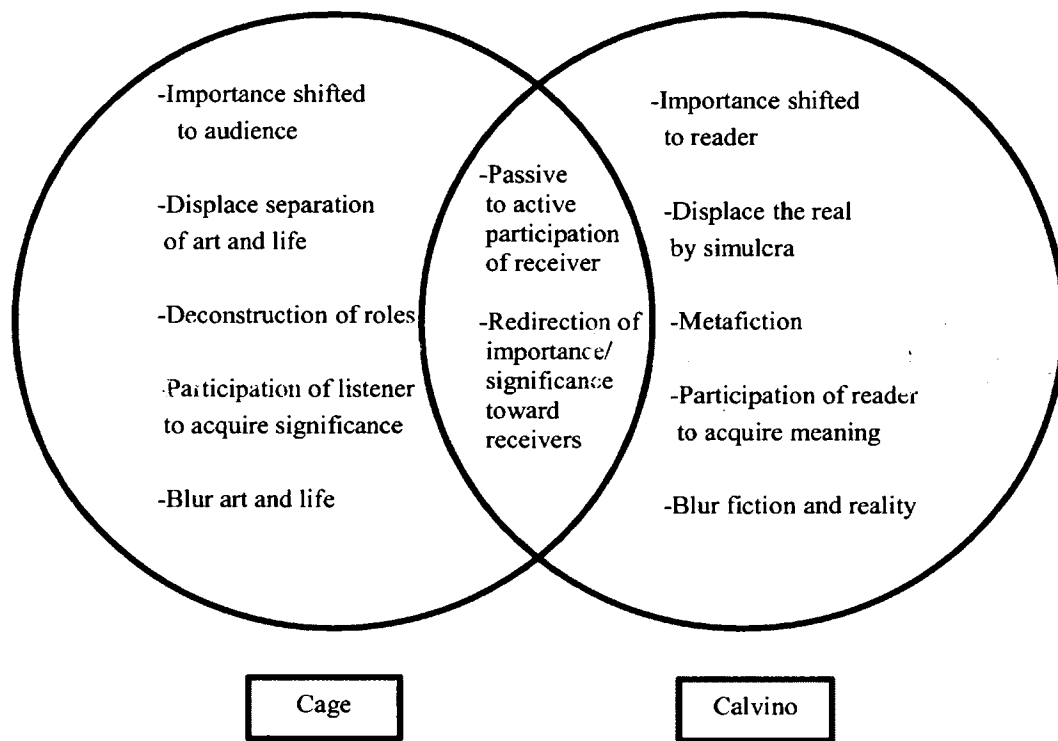 -Importance shifted
to audience
-Displace separation
of art and life
-Deconstruction of roles
-Participation of listener
to acquire significance
-Blur art and life
-Passive
to active
participation
of receiver
-Redirection of
importance/
significance
toward
receivers
-Importance shifted
to reader
-Displace the real
by simulcra
-Metafiction
-Participation of reader
to acquire meaning
-Blur fiction and reality
Cage
Calvino